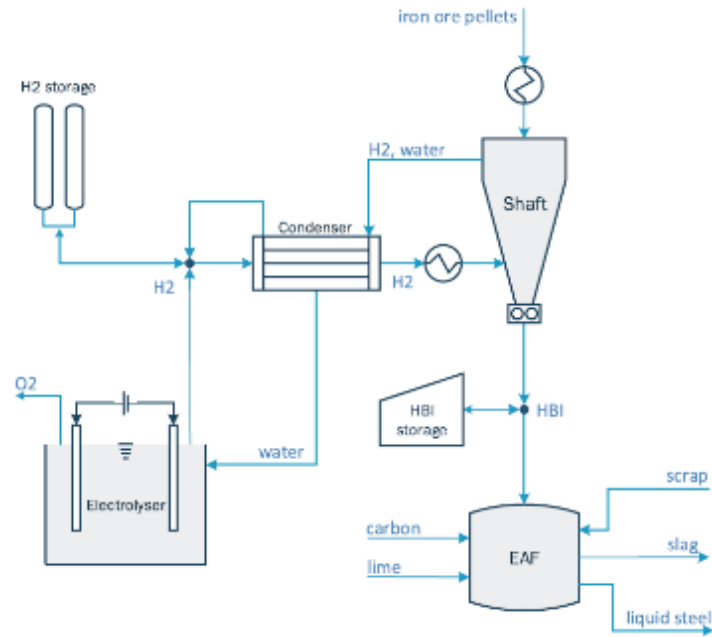 iron ore pellets
H2 storage
H2, water
Shaft
Condenser
H2
H2
O2
HBI
HBI
storage
water
Electrolyser
scrap
carbon
EAF
slag
lime
liquid steel